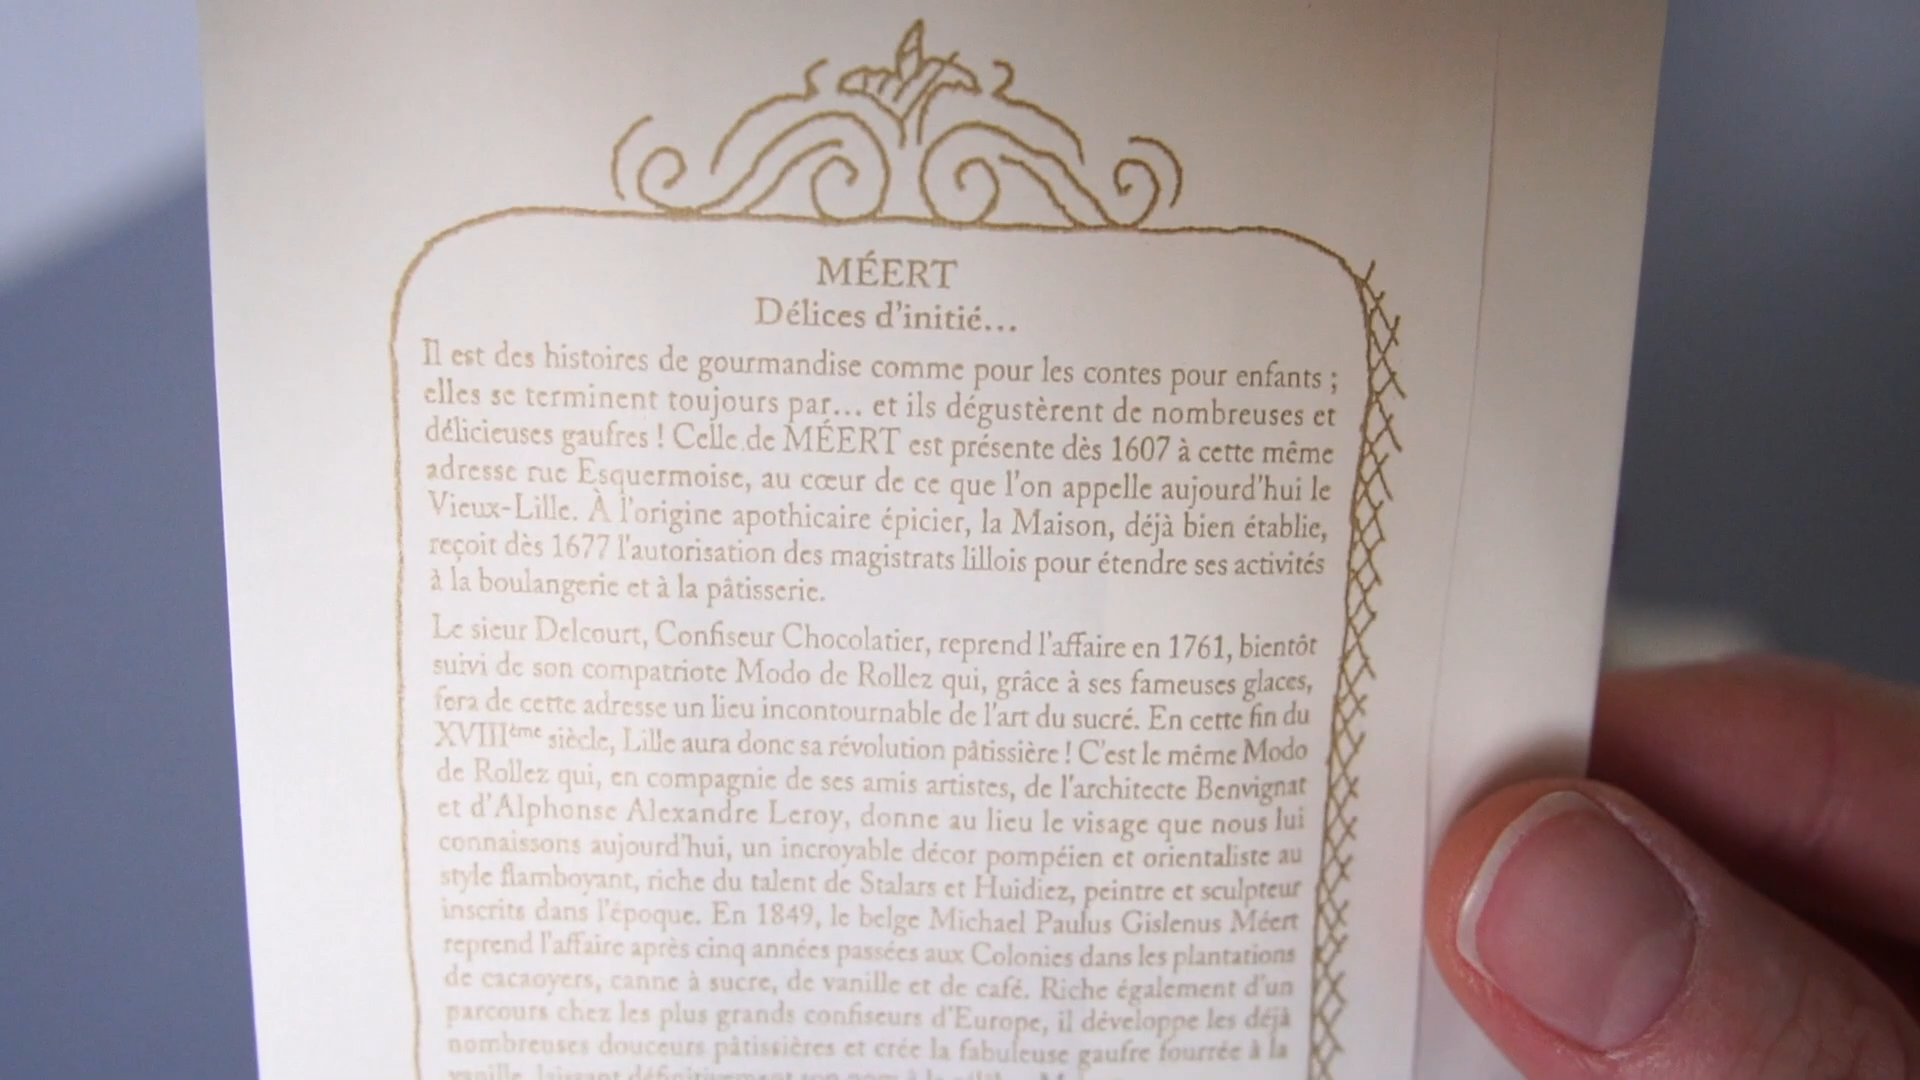 MÉERT
Délices d'initié...
Il est des histoires de gourmandise comme pour les contes pour enfants ;
elles se terminent toujours par... et ils dégustèrent de nombreuses et
délicieuses gaufres ! Celle de MÉERT est présente dès 1607 à cette même
adresse rue Esquermoise, au cœur de ce que l'on appelle aujourd'hui le
Vieux-Lille. À l'origine apothicaire épicier, la Maison, déjà bien établie,
reçoit dès 1677 l'autorisation des magistrats lillois pour étendre ses activités
à la boulangerie et à la pâtisserie.
Le sieur Delcourt, Confiseur Chocolatier, reprend l'affaire en 1761, bientôt
suivi de son compatriote Modo de Rollez qui, grâce à ses fameuses glaces,
fera de cette adresse un lieu incontournable de l'art du sucré. En cette fin du
XVIIIème siècle, Lille aura donc sa révolution pâtissière ! C'est le même Modo
de Rollez qui, en compagnie de ses amis artistes, de l'architecte Benvignat
et d'Alphonse Alexandre Leroy, donne au lieu le visage que nous lui
connaissons aujourd'hui, un incroyable décor pompéien et orientaliste au
style flamboyant, riche du talent de Stalars et Huidiez, peintre et sculpteur
inscrits dans l'époque. En 1849, le belge Michael Paulus Gislenus Méert
reprend l'affaire après cinq années passées aux Colonies dans les plantations
de cacaoyers, canne à sucre, de vanille et de café. Riche également d'un
parcours chez les plus grands confiseurs d'Europe, il développe les déjà
nombreuses douceurs pâtissières et crée la fabuleuse gaufre fourrée à la
vanille, laissant définitivement son nom à la